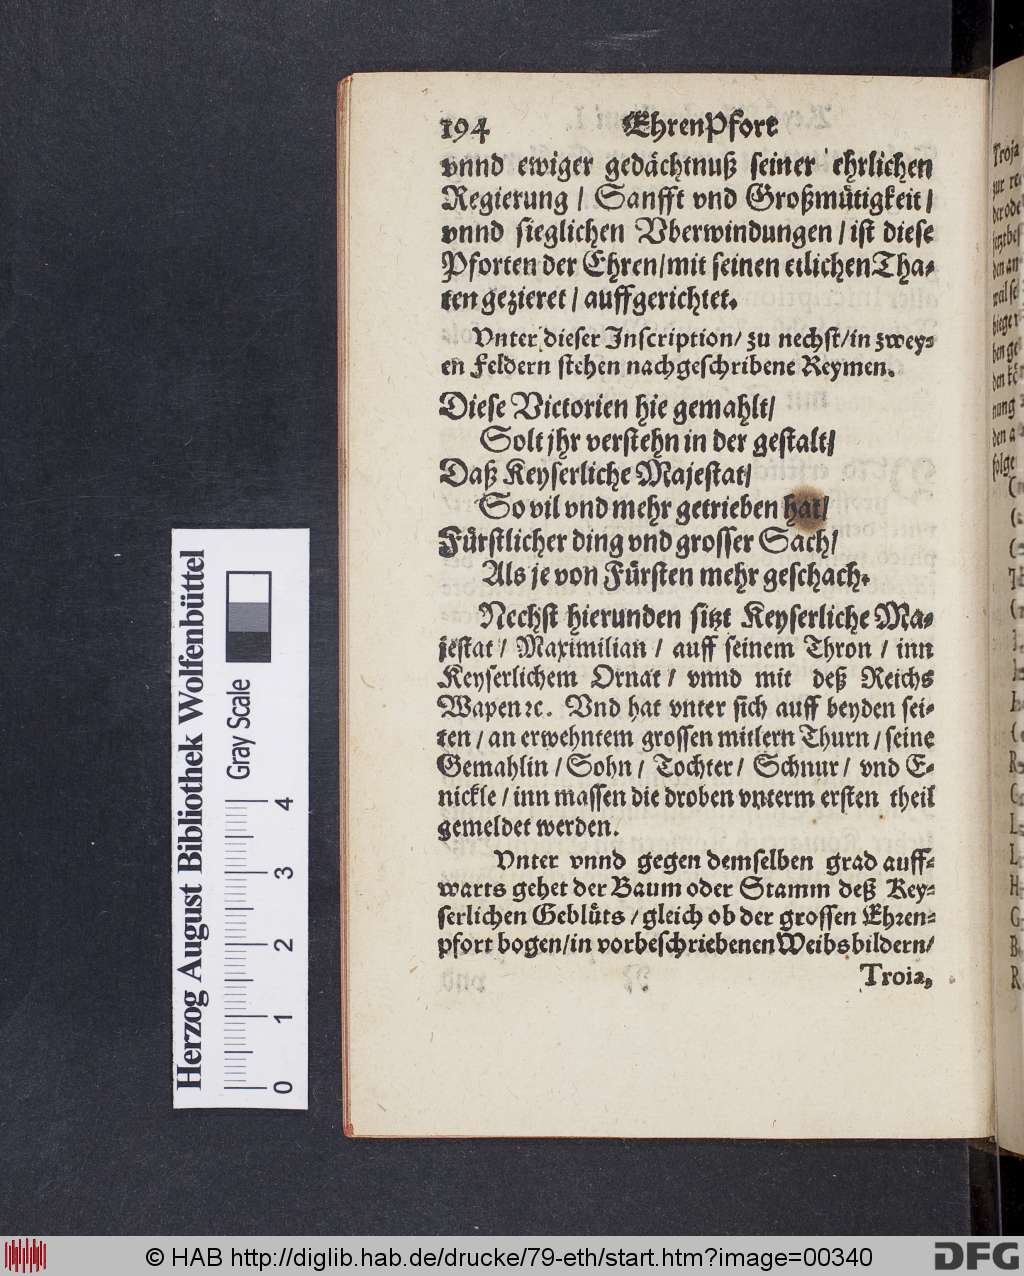 194 EhrenPfort
vnnd ewiger gedächtnuß seiner ehrlichen
Regierung / Sanfft vnd Großmütigkeit /
vnnd sieglichen Vberwindungen / ist diese
Pforten der Ehren / mit seinen etlichen Tha-
ten gezieret / auffgerichtet.
Vnter dieser Inscription / zu nechst / in zwey-
en Feldern stehen nachgeschribene Reymen.
Diese Victorien hie gemahlt /
Solt jhr verstehn in der gestalt /
Daß Keyserliche Majestat /
So vil vnd mehr getrieben hat /
Fürstlicher ding vnd grosser Sach /
Als je von Fürsten mehr geschach.
Nechst hierunden sitzt Keyserliche Ma-
jestat / Maximilian / auff seinem Thron / inn
Keyserlichem Ornat / vnnd mit deß Reichs
Wapen ꝛc. Vnd hat vnter sich auff beyden sei-
ten / an erwehntem grossen mitlern Thurn / seine
Gemahlin / Sohn / Tochter / Schnur / vnd E-
nickle / inn massen die droben vnterm ersten theil
gemeldet werden.
Vnter vnnd gegen demselben grad auff-
warts gehet der Baum oder Stamm deß Key-
serlichen Geblüts / gleich ob der grossen Ehren-
pfort bogen / in vorbeschriebenen Weibsbildern /
Troia,
Herzog August Bibliothek Wolfenbüttel
Gray Scale
0 1 2 3 4
© HAB http://diglib.hab.de/drucke/79-eth/start.htm?image=00340
DFG